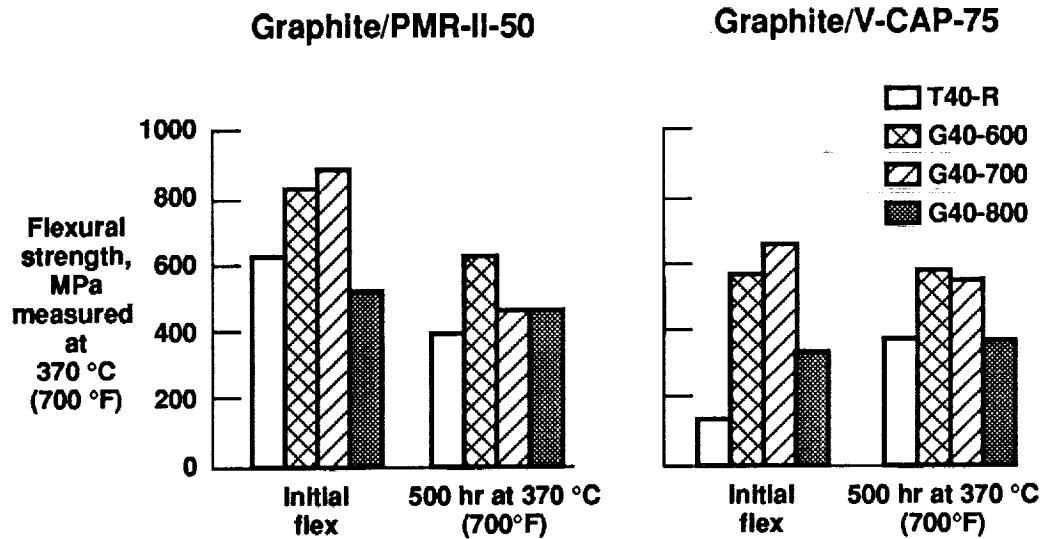 Graphite/PMR-II-50
Graphite/V-CAP-75
T40-R
G40-600
G40-700
G40-800
Flexural
strength,
MPa
measured
at
370 °C
(700 °F)
1000
800
600
400
200
0
Initial
flex
500 hr at 370 °C
(700°F)
Initial
flex
500 hr at 370 °C
(700°F)